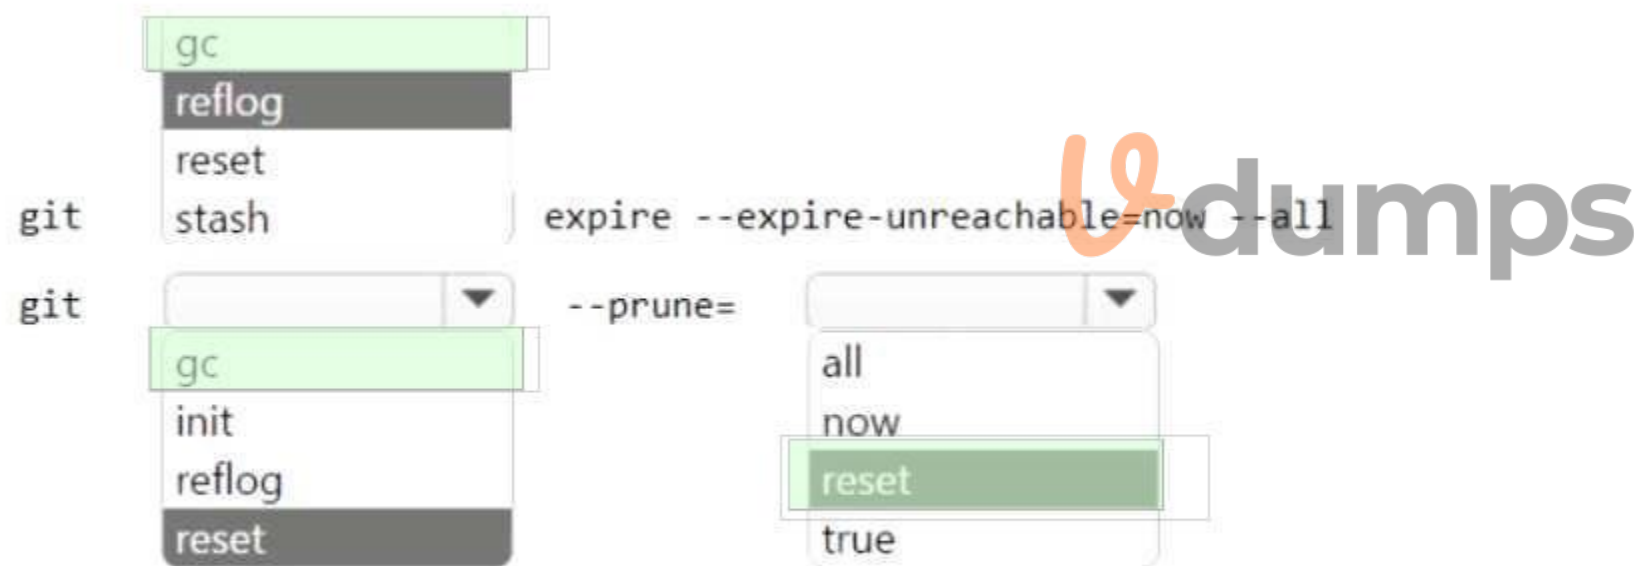 gc
reflog
reset
git stash expire --expire-unreachable=now --all
Vdumps
git --prune=
gc all
init now
reflog reset
reset true